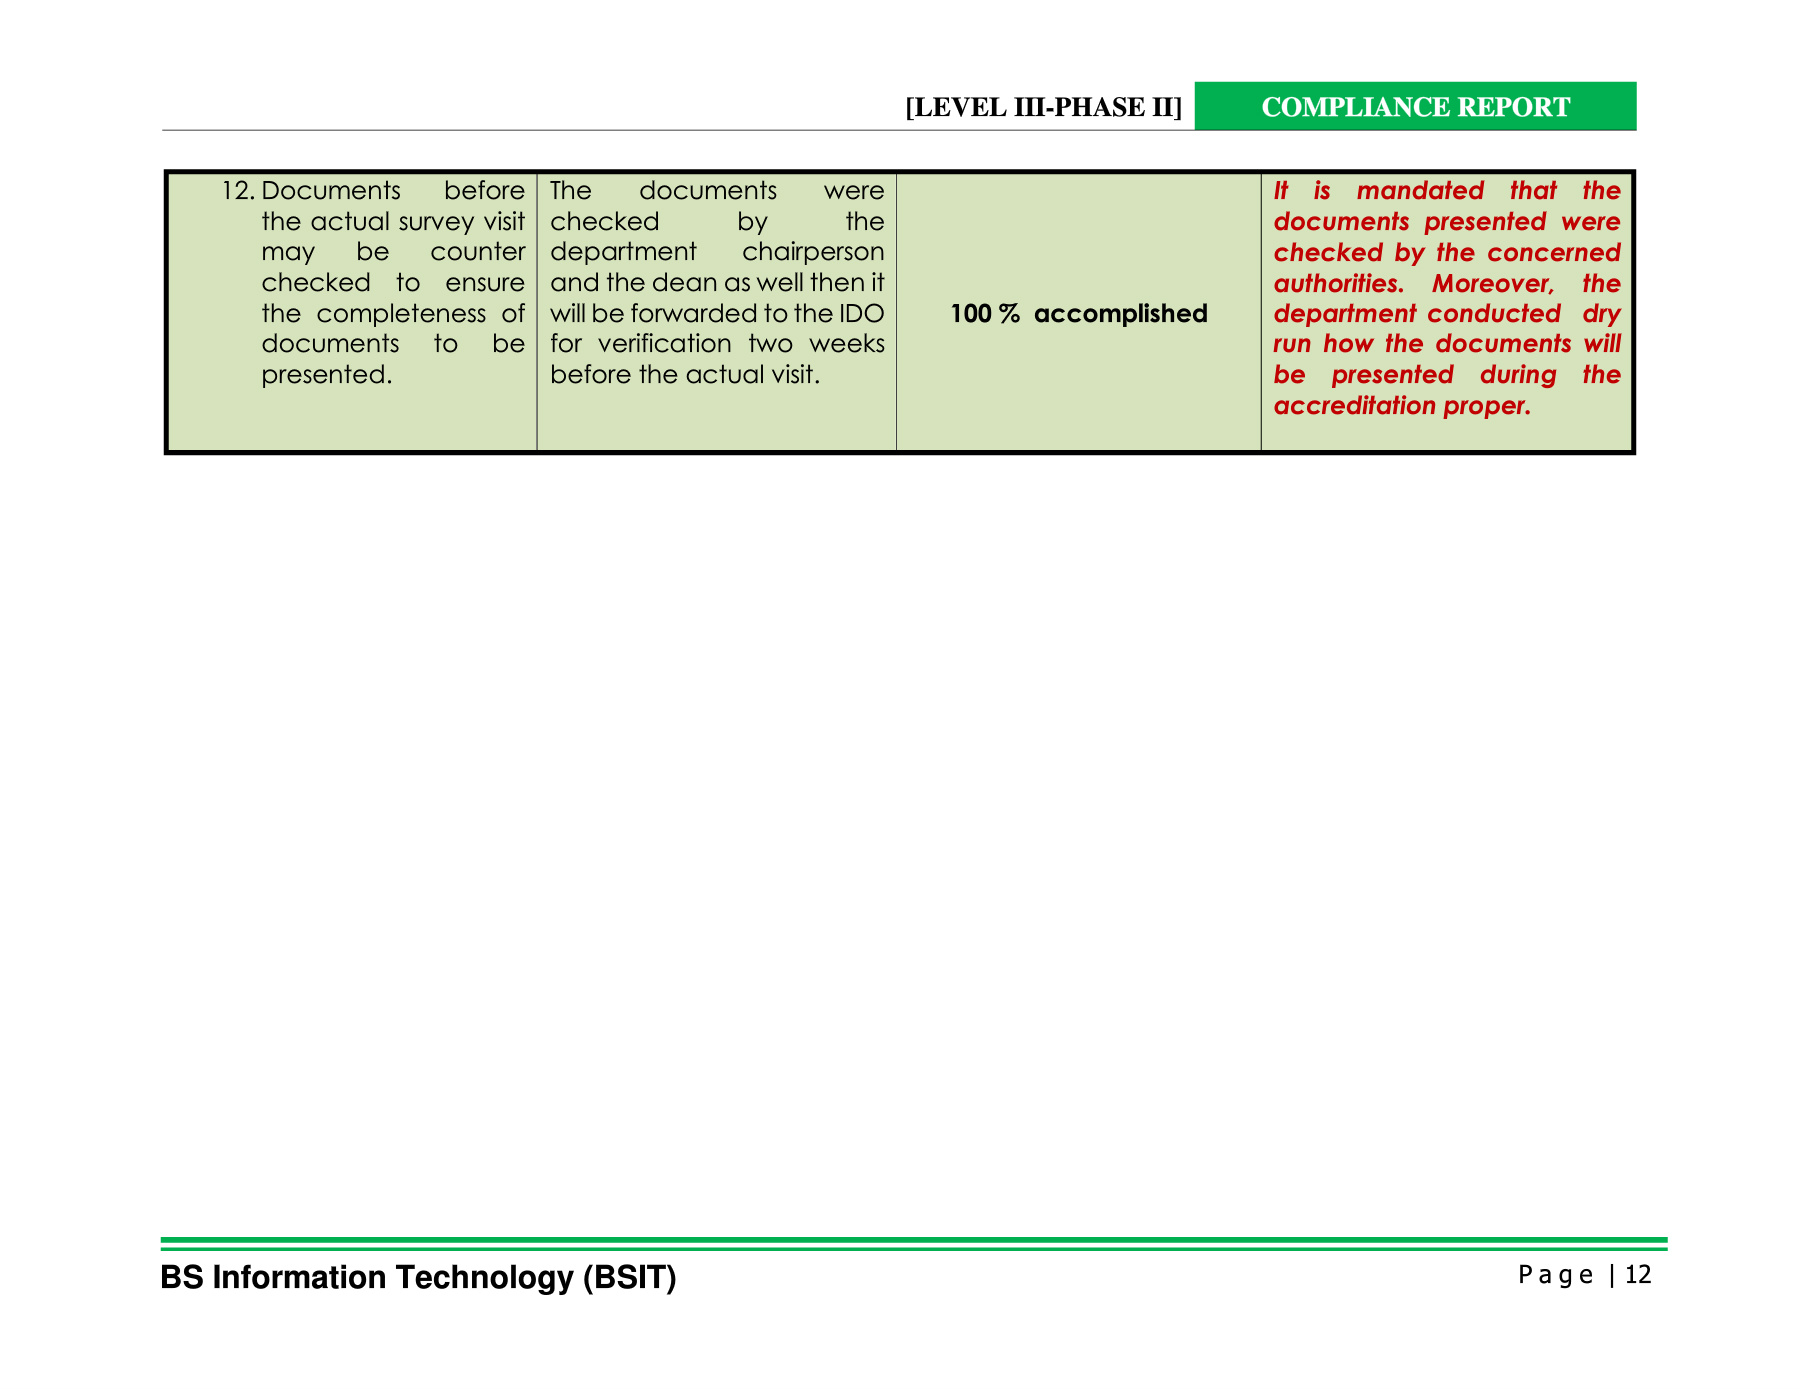 [LEVEL III-PHASE II] COMPLIANCE REPORT
12. Documents before
the actual survey visit
may be counter
checked to ensure
the completeness of
documents to be
presented.
The documents were
checked by the
department chairperson
and the dean as well then it
will be forwarded to the IDO
for verification two weeks
before the actual visit.
100 % accomplished
It is mandated that the
documents presented were
checked by the concerned
authorities. Moreover, the
department conducted dry
run how the documents will
be presented during the
accreditation proper.
BS Information Technology (BSIT)
Page | 12